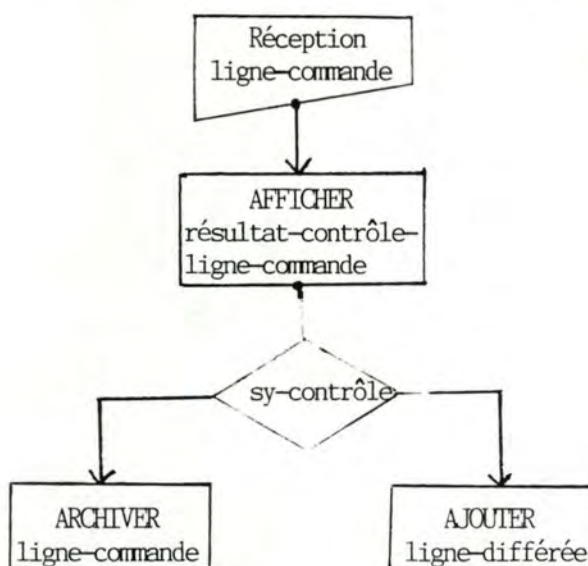 Réception
ligne-commande
AFFICHER
résultat-contrôle-
ligne-commande
sy-contrôle
ARCHIVER
ligne-commande
AJOUTER
ligne-différée